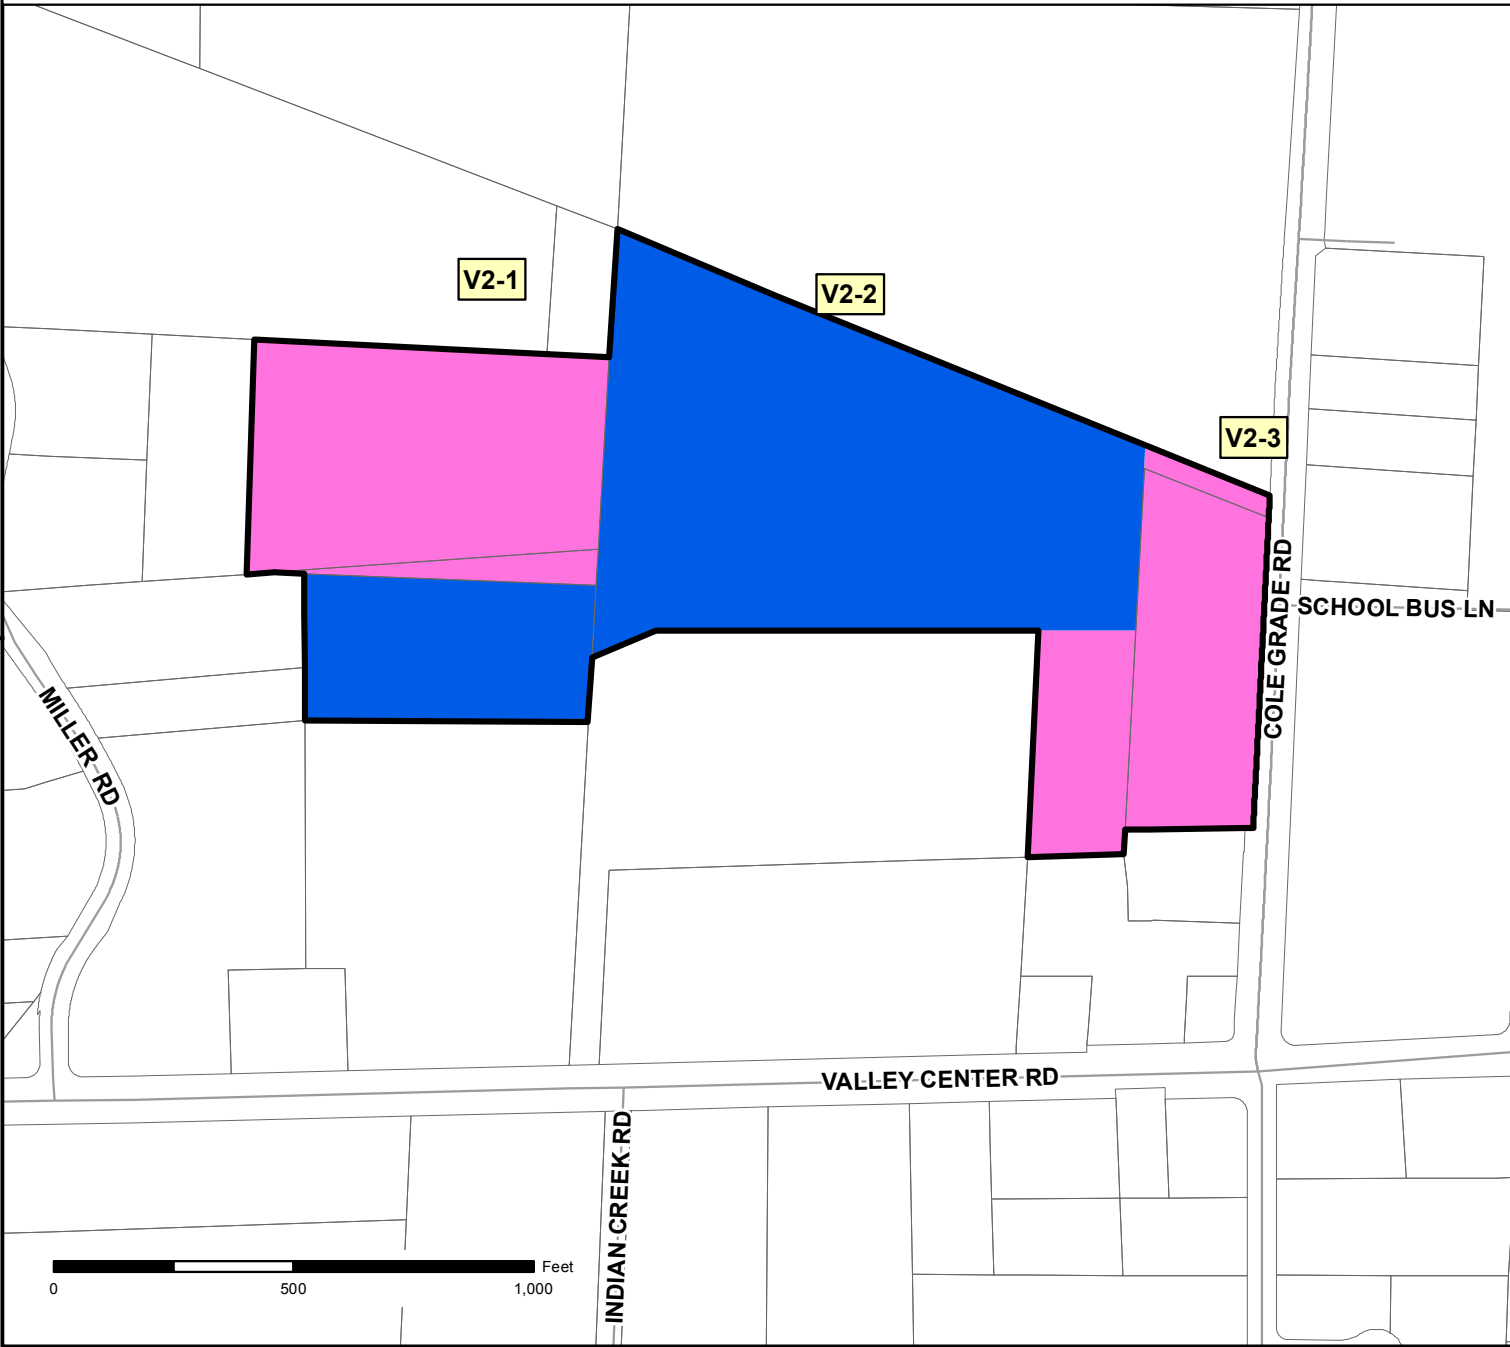 V2-1
V2-2
V2-3
COLE GRADE RD
SCHOOL BUS LN
MILLER RD
VALLEY CENTER RD
INDIAN CREEK RD
Feet
0
500
1,000